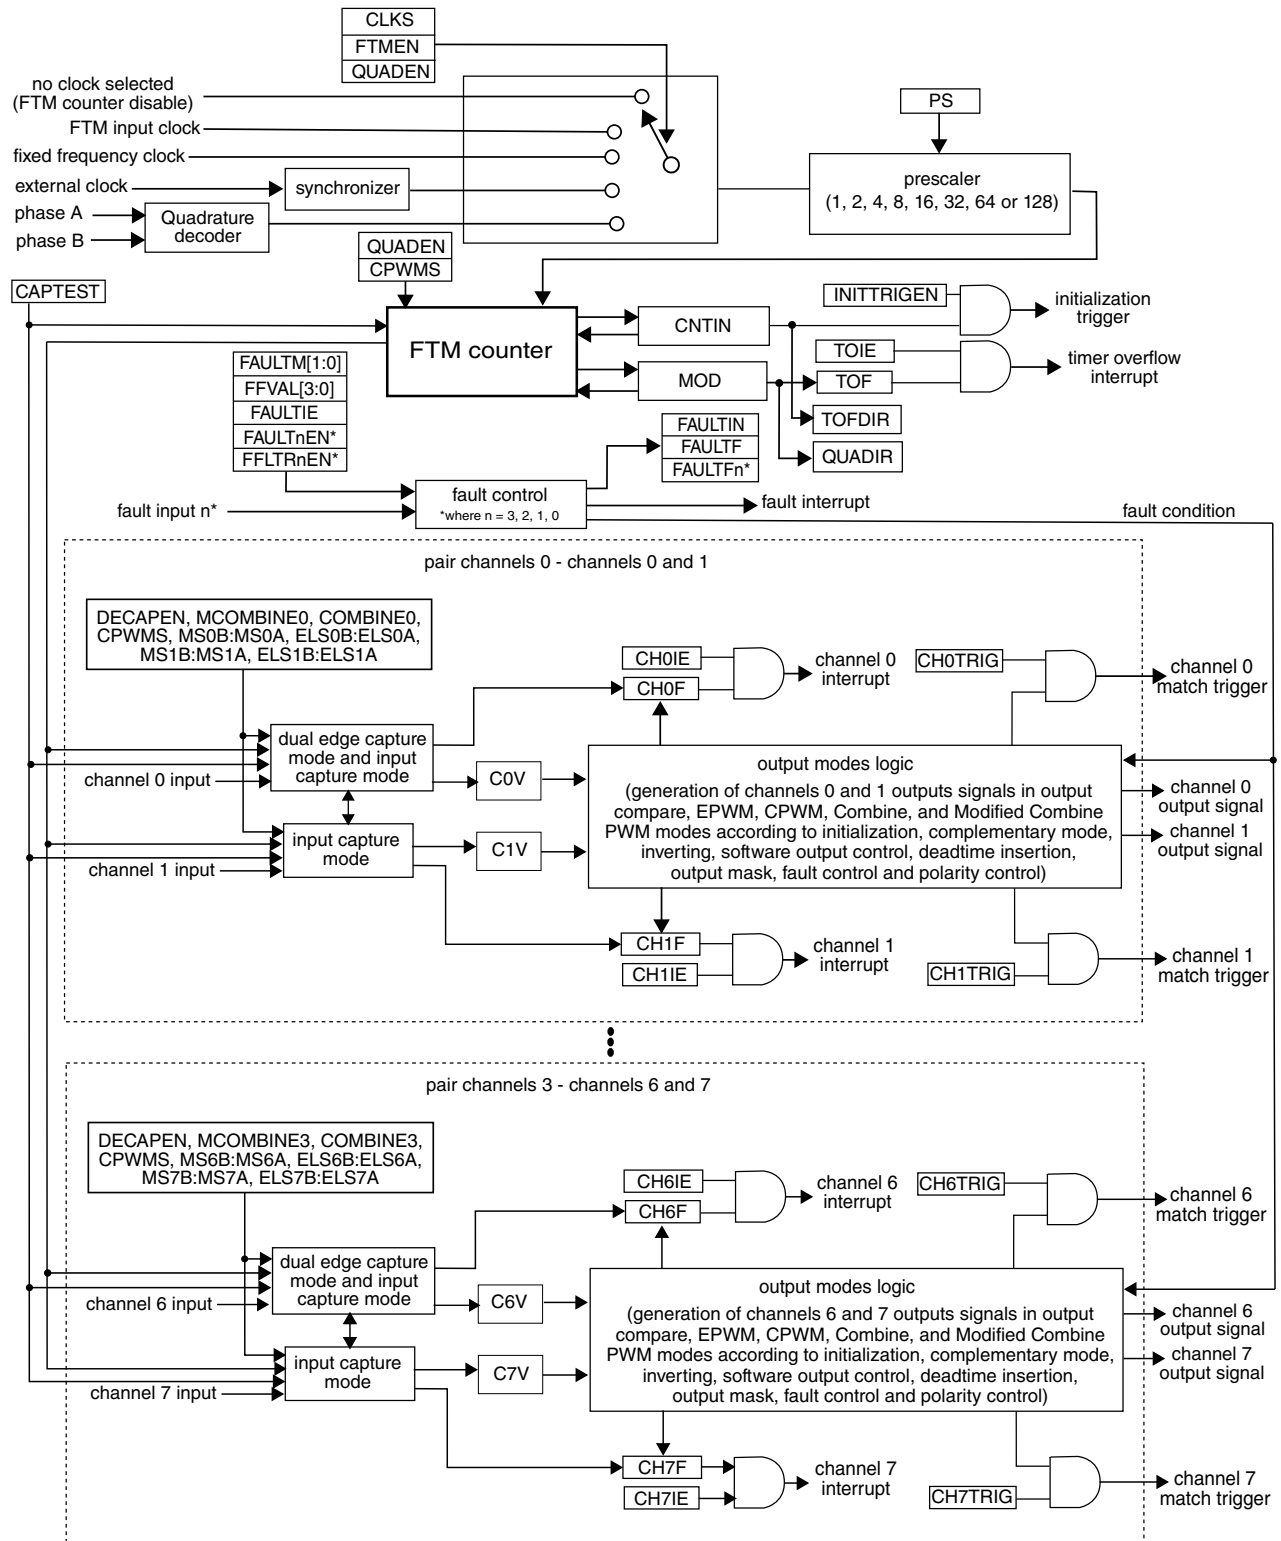 CLKS
FTMEN
QUADEN
no clock selected
(FTM counter disable)
FTM input clock
fixed frequency clock
external clock
synchronizer
phase A
phase B
Quadrature
decoder
PS
prescaler
(1, 2, 4, 8, 16, 32, 64 or 128)
QUADEN
CPWMS
CAPTEST
FTM counter
CNTIN
MOD
INITTRIGEN
initialization
trigger
TOIE
TOF
timer overflow
interrupt
TOFDIR
QUADIR
FAULTM[1:0]
FFVAL[3:0]
FAULTIE
FAULTnEN*
FFLTRnEN*
FAULTIN
FAULTF
FAULTFn*
fault input n*
fault control
*where n = 3, 2, 1, 0
fault interrupt
fault condition
pair channels 0 - channels 0 and 1
DECAPEN, MCOMBINE0, COMBINE0,
CPWMS, MS0B:MS0A, ELS0B:ELS0A,
MS1B:MS1A, ELS1B:ELS1A
CH0IE
CH0F
channel 0
interrupt
CH0TRIG
channel 0
match trigger
dual edge capture
mode and input
capture mode
channel 0 input
C0V
input capture
mode
channel 1 input
C1V
output modes logic
(generation of channels 0 and 1 outputs signals in output
compare, EPWM, CPWM, Combine, and Modified Combine
PWM modes according to initialization, complementary mode,
inverting, software output control, deadtime insertion,
output mask, fault control and polarity control)
channel 0
output signal
channel 1
output signal
CH1F
CH1IE
channel 1
interrupt
CH1TRIG
channel 1
match trigger
pair channels 3 - channels 6 and 7
DECAPEN, MCOMBINE3, COMBINE3,
CPWMS, MS6B:MS6A, ELS6B:ELS6A,
MS7B:MS7A, ELS7B:ELS7A
CH6IE
CH6F
channel 6
interrupt
CH6TRIG
channel 6
match trigger
dual edge capture
mode and input
capture mode
channel 6 input
C6V
input capture
mode
channel 7 input
C7V
output modes logic
(generation of channels 6 and 7 outputs signals in output
compare, EPWM, CPWM, Combine, and Modified Combine
PWM modes according to initialization, complementary mode,
inverting, software output control, deadtime insertion,
output mask, fault control and polarity control)
channel 6
output signal
channel 7
output signal
CH7F
CH7IE
channel 7
interrupt
CH7TRIG
channel 7
match trigger